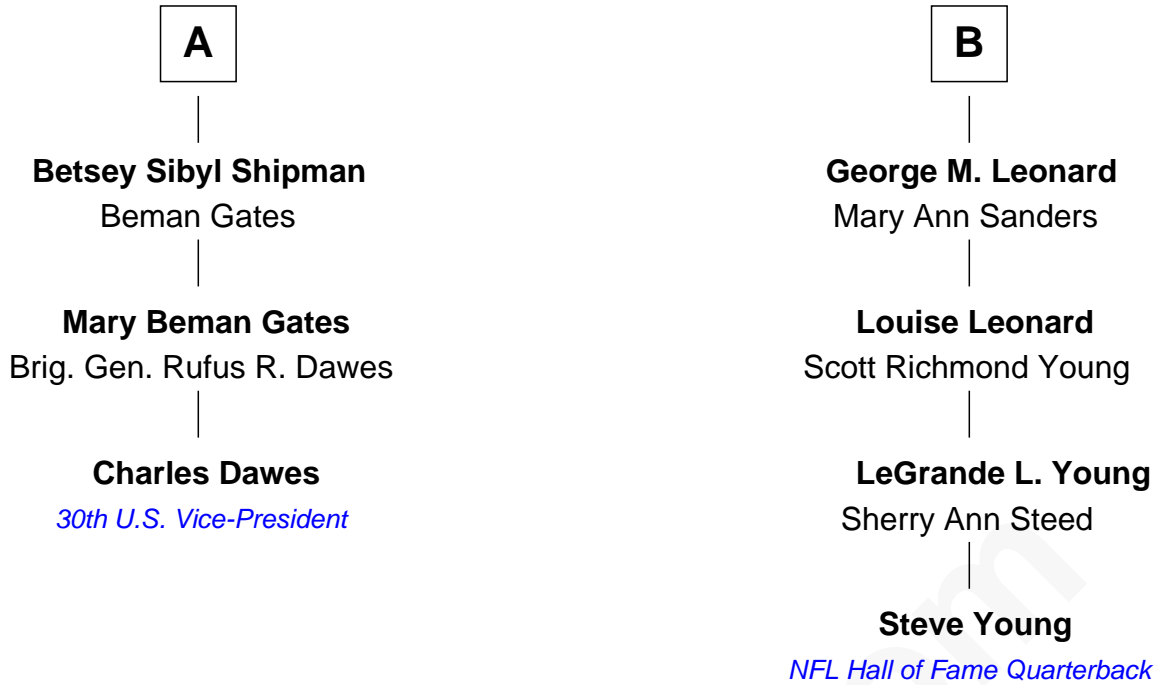 A
Betsey Sibyl Shipman
Beman Gates
Mary Beman Gates
Brig. Gen. Rufus R. Dawes
Charles Dawes
30th U.S. Vice-President
B
George M. Leonard
Mary Ann Sanders
Louise Leonard
Scott Richmond Young
LeGrande L. Young
Sherry Ann Steed
Steve Young
NFL Hall of Fame Quarterback